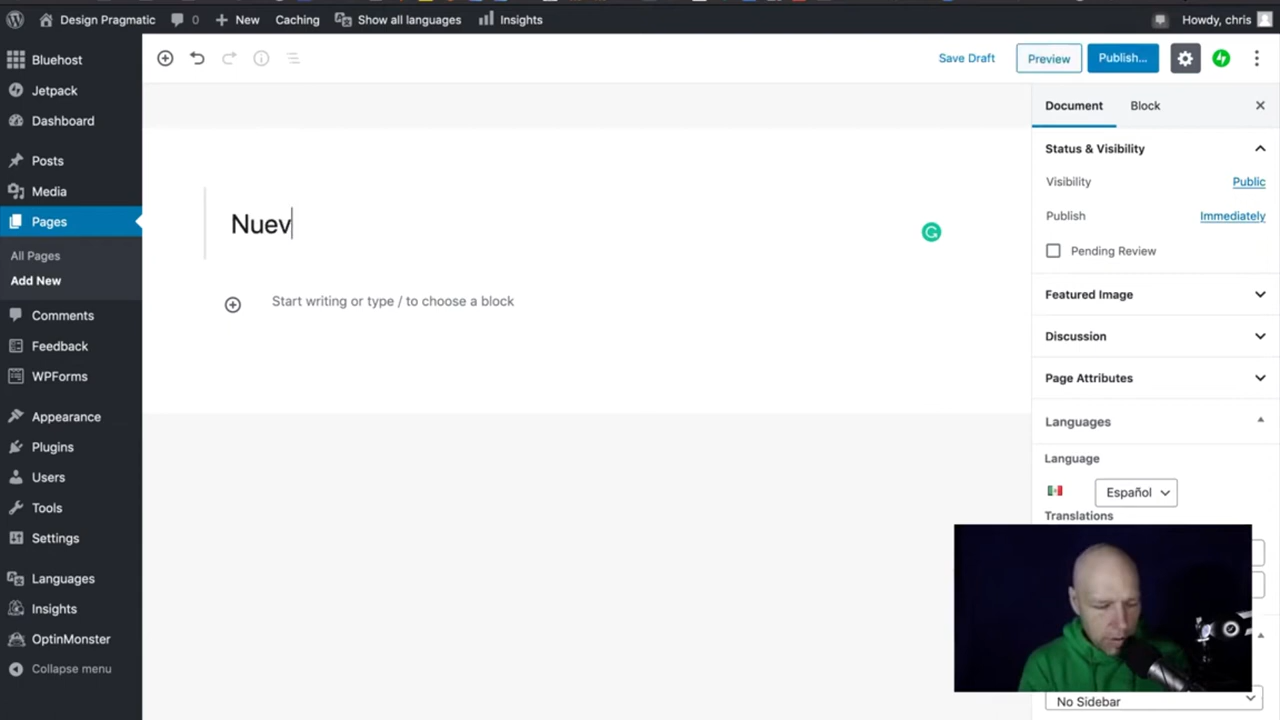 Design Pragmatic 0 New Caching Show all languages Insights Howdy, chris
Bluehost
Jetpack
Dashboard
Posts
Media
Pages
All Pages
Add New
Comments
Feedback
WPForms
Appearance
Plugins
Users
Tools
Settings
Languages
Insights
OptinMonster
Collapse menu
Save Draft Preview Publish...
Nuev
Start writing or type / to choose a block
Document Block
Status & Visibility
Visibility Public
Publish Immediately
Pending Review
Featured Image
Discussion
Page Attributes
Languages
Language
Español
Translations
No Sidebar